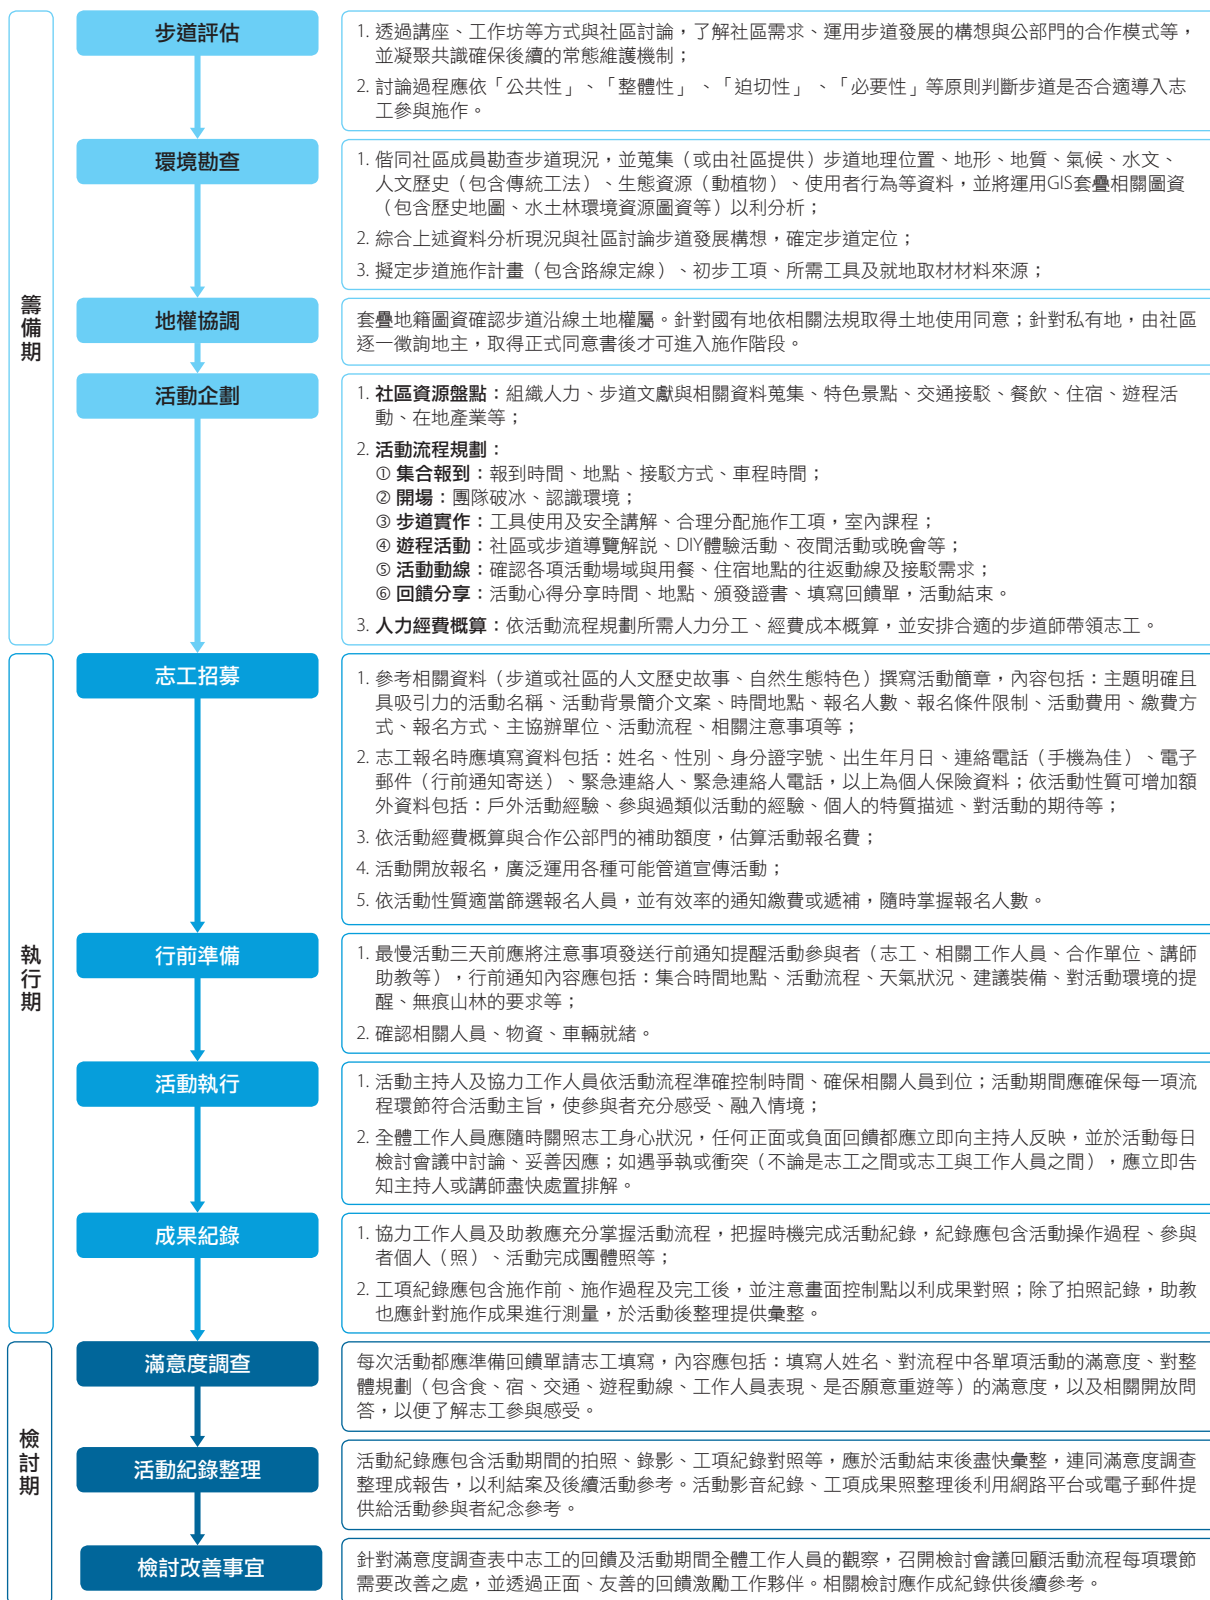 籌備期
步道評估
1. 透過講座、工作坊等方式與社區討論，了解社區需求、運用步道發展的構想與公部門的合作模式等，
並凝聚共識確保後續的常態維護機制；
2. 討論過程應依「公共性」、「整體性」、「迫切性」、「必要性」等原則判斷步道是否合適導入志
工參與施作。
環境勘查
1. 偕同社區成員勘查步道現況，並蒐集（或由社區提供）步道地理位置、地形、地質、氣候、水文、
人文歷史（包含傳統工法）、生態資源（動植物）、使用者行為等資料，並將運用GIS套疊相關圖資
（包含歷史地圖、水土林環境資源圖資等）以利分析；
2. 綜合上述資料分析現況與社區討論步道發展構想，確定步道定位；
3. 擬定步道施作計畫（包含路線定線）、初步工項、所需工具及就地取材材料來源；
地權協調
套疊地籍圖資確認步道沿線土地權屬。針對國有地依相關法規取得土地使用同意；針對私有地，由社區
逐一徵詢地主，取得正式同意書後才可進入施作階段。
活動企劃
1. 社區資源盤點：組織人力、步道文獻與相關資料蒐集、特色景點、交通接駁、餐飲、住宿、遊程活
動、在地產業等；
2. 活動流程規劃：
① 集合報到：報到時間、地點、接駁方式、車程時間；
② 開場：團隊破冰、認識環境；
③ 步道實作：工具使用及安全講解、合理分配施作工項，室內課程；
④ 遊程活動：社區或步道導覽解說、DIY體驗活動、夜間活動或晚會等；
⑤ 活動動線：確認各項活動場域與用餐、住宿地點的往返動線及接駁需求；
⑥ 回饋分享：活動心得分享時間、地點、頒發證書、填寫回饋單，活動結束。
3. 人力經費概算：依活動流程規劃所需人力分工、經費成本概算，並安排合適的步道師帶領志工。
執行期
志工招募
1. 參考相關資料（步道或社區的人文歷史故事、自然生態特色）撰寫活動簡章，內容包括：主題明確且
具吸引力的活動名稱、活動背景簡介文案、時間地點、報名人數、報名條件限制、活動費用、繳費方
式、報名方式、主協辦單位、活動流程、相關注意事項等；
2. 志工報名時應填寫資料包括：姓名、性別、身分證字號、出生年月日、連絡電話（手機為佳）、電子
郵件（行前通知寄送）、緊急連絡人、緊急連絡人電話，以上為個人保險資料；依活動性質可增加額
外資料包括：戶外活動經驗、參與過類似活動的經驗、個人的特質描述、對活動的期待等；
3. 依活動經費概算與合作公部門的補助額度，估算活動報名費；
4. 活動開放報名，廣泛運用各種可能管道宣傳活動；
5. 依活動性質適當篩選報名人員，並有效率的通知繳費或遞補，隨時掌握報名人數。
行前準備
1. 最慢活動三天前應將注意事項發送行前通知提醒活動參與者（志工、相關工作人員、合作單位、講師
助教等），行前通知內容應包括：集合時間地點、活動流程、天氣狀況、建議裝備、對活動環境的提
醒、無痕山林的要求等；
2. 確認相關人員、物資、車輛就緒。
活動執行
1. 活動主持人及協力工作人員依活動流程準確控制時間、確保相關人員到位；活動期間應確保每一項流
程環節符合活動主旨，使參與者充分感受、融入情境；
2. 全體工作人員應隨時關照志工身心狀況，任何正面或負面回饋都應立即向主持人反映，並於活動每日
檢討會議中討論、妥善因應；如遇爭執或衝突（不論是志工之間或志工與工作人員之間），應立即告
知主持人或講師盡快處置排解。
成果紀錄
1. 協力工作人員及助教應充分掌握活動流程，把握時機完成活動紀錄，紀錄應包含活動操作過程、參與
者個人（照）、活動完成團體照等；
2. 工項紀錄應包含施作前、施作過程及完工後，並注意畫面控制點以利成果對照；除了拍照記錄，助教
也應針對施作成果進行測量，於活動後整理提供彙整。
檢討期
滿意度調查
每次活動都應準備回饋單請志工填寫，內容應包括：填寫人姓名、對流程中各單項活動的滿意度、對整
體規劃（包含食、宿、交通、遊程動線、工作人員表現、是否願意重遊等）的滿意度，以及相關開放問
答，以便了解志工參與感受。
活動紀錄整理
活動紀錄應包含活動期間的拍照、錄影、工項紀錄對照等，應於活動結束後盡快彙整，連同滿意度調查
整理成報告，以利結案及後續活動參考。活動影音紀錄、工項成果照整理後利用網路平台或電子郵件提
供給活動參與者紀念參考。
檢討改善事宜
針對滿意度調查表中志工的回饋及活動期間全體工作人員的觀察，召開檢討會議回顧活動流程每項環節
需要改善之處，並透過正面、友善的回饋激勵工作夥伴。相關檢討應作成紀錄供後續參考。